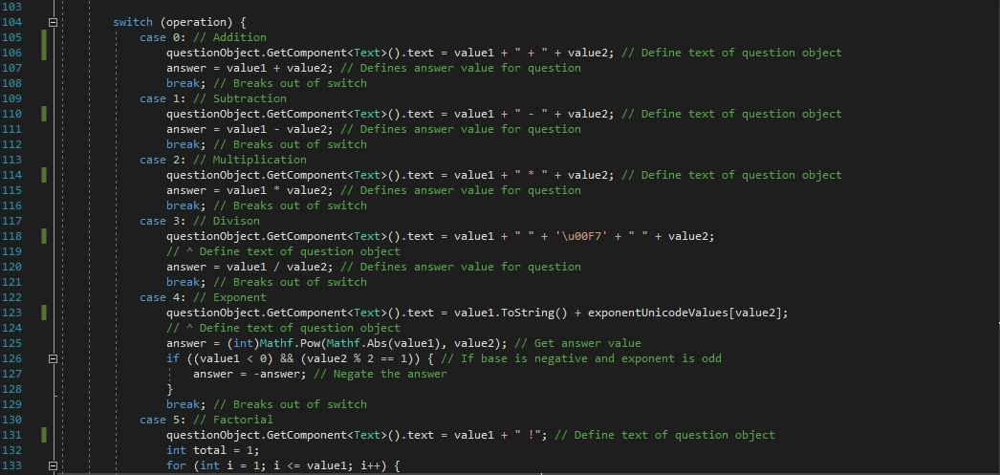 103
104 switch (operation) {
105 case 0: // Addition
106 questionObject.GetComponent<Text>().text = value1 + " + " + value2; // Define text of question object
107 answer = value1 + value2; // Defines answer value for question
108 break; // Breaks out of switch
109 case 1: // Subtraction
110 questionObject.GetComponent<Text>().text = value1 + " - " + value2; // Define text of question object
111 answer = value1 - value2; // Defines answer value for question
112 break; // Breaks out of switch
113 case 2: // Multiplication
114 questionObject.GetComponent<Text>().text = value1 + " * " + value2; // Define text of question object
115 answer = value1 * value2; // Defines answer value for question
116 break; // Breaks out of switch
117 case 3: // Divison
118 questionObject.GetComponent<Text>().text = value1 + " " + '\u00F7' + " " + value2;
119 // ^ Define text of question object
120 answer = value1 / value2; // Defines answer value for question
121 break; // Breaks out of switch
122 case 4: // Exponent
123 questionObject.GetComponent<Text>().text = value1.ToString() + exponentUnicodeValues[value2];
124 // ^ Define text of question object
125 answer = (int)Mathf.Pow(Mathf.Abs(value1), value2); // Get answer value
126 if ((value1 < 0) && (value2 % 2 == 1)) { // If base is negative and exponent is odd
127 answer = -answer; // Negate the answer
128 }
129 break; // Breaks out of switch
130 case 5: // Factorial
131 questionObject.GetComponent<Text>().text = value1 + " !"; // Define text of question object
132 int total = 1;
133 for (int i = 1; i <= value1; i++) {